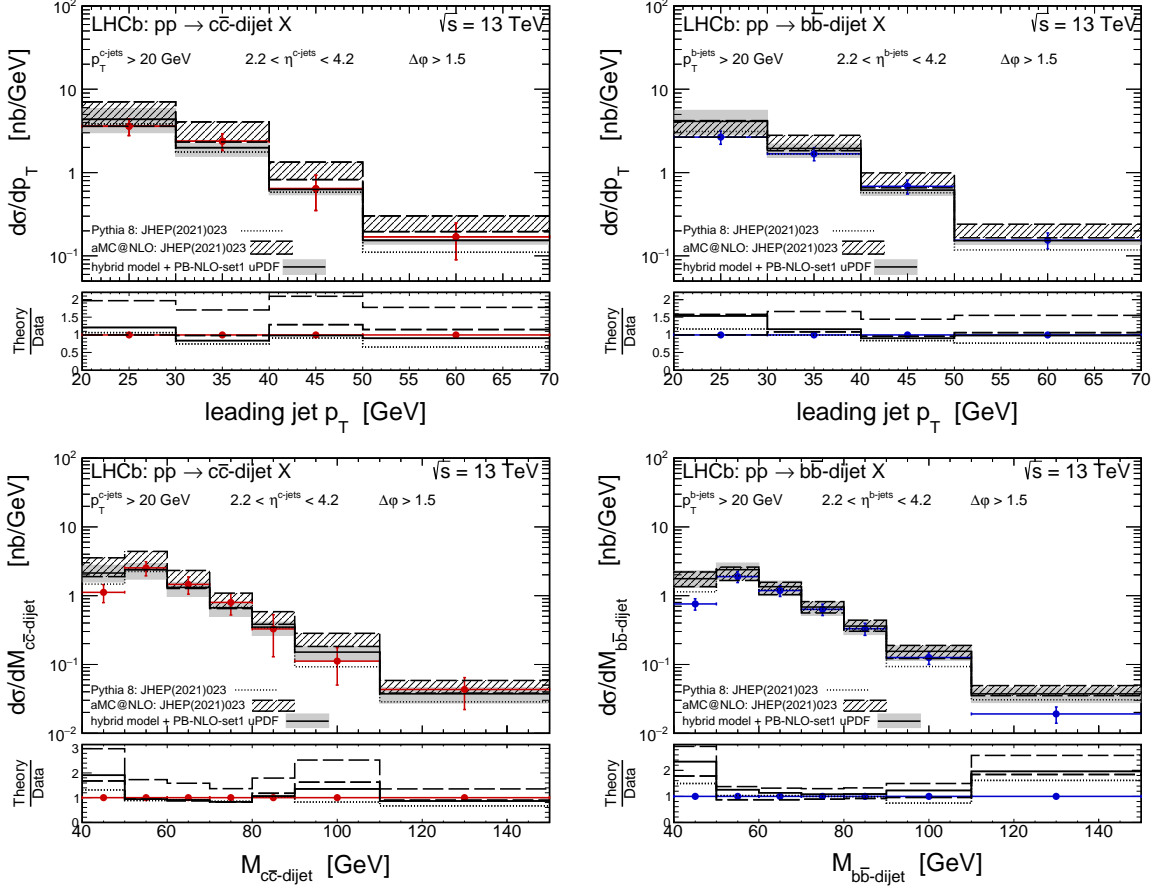 LHCb: pp → cc̅-dijet X √s = 13 TeV
p_T^{c-jets} > 20 GeV 2.2 < η^{c-jets} < 4.2 Δφ > 1.5
dσ/dp_T [nb/GeV]
10²
10
1
10⁻¹
Pythia 8: JHEP(2021)023
aMC@NLO: JHEP(2021)023
hybrid model + PB-NLO-set1 uPDF
Theory
Data
2
1.5
1
0.5
0
20 25 30 35 40 45 50 55 60 65 70
leading jet p_T [GeV]
LHCb: pp → bb̅-dijet X √s = 13 TeV
p_T^{b-jets} > 20 GeV 2.2 < η^{b-jets} < 4.2 Δφ > 1.5
dσ/dp_T [nb/GeV]
10²
10
1
10⁻¹
Pythia 8: JHEP(2021)023
aMC@NLO: JHEP(2021)023
hybrid model + PB-NLO-set1 uPDF
Theory
Data
2
1.5
1
0.5
0
20 25 30 35 40 45 50 55 60 65 70
leading jet p_T [GeV]
LHCb: pp → cc̅-dijet X √s = 13 TeV
p_T^{c-jets} > 20 GeV 2.2 < η^{c-jets} < 4.2 Δφ > 1.5
dσ/dM_{cc̅-dijet} [nb/GeV]
10²
10
1
10⁻¹
10⁻²
Pythia 8: JHEP(2021)023
aMC@NLO: JHEP(2021)023
hybrid model + PB-NLO-set1 uPDF
Theory
Data
3
2
1
0
40 60 80 100 120 140
M_{cc̅-dijet} [GeV]
LHCb: pp → bb̅-dijet X √s = 13 TeV
p_T^{b-jets} > 20 GeV 2.2 < η^{b-jets} < 4.2 Δφ > 1.5
dσ/dM_{bb̅-dijet} [nb/GeV]
10²
10
1
10⁻¹
10⁻²
Pythia 8: JHEP(2021)023
aMC@NLO: JHEP(2021)023
hybrid model + PB-NLO-set1 uPDF
Theory
Data
2
1
0
40 60 80 100 120 140
M_{bb̅-dijet} [GeV]